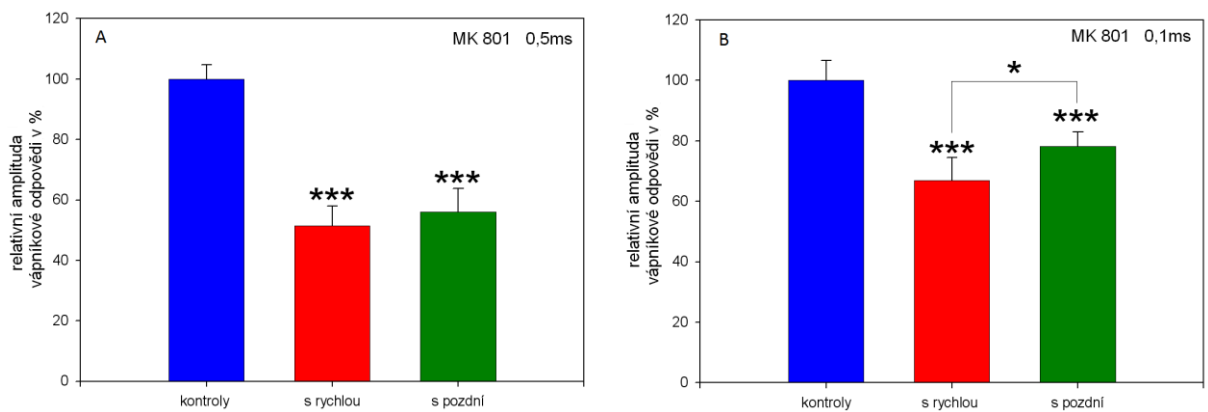 A
MK 801 0,5ms
relativní amplituda
vápníkové odpovědi v %
120
100
80
60
40
20
0
***
***
kontroly
s rychlou
s pozdní
B
MK 801 0,1ms
relativní amplituda
vápníkové odpovědi v %
120
100
80
60
40
20
0
*
***
***
kontroly
s rychlou
s pozdní